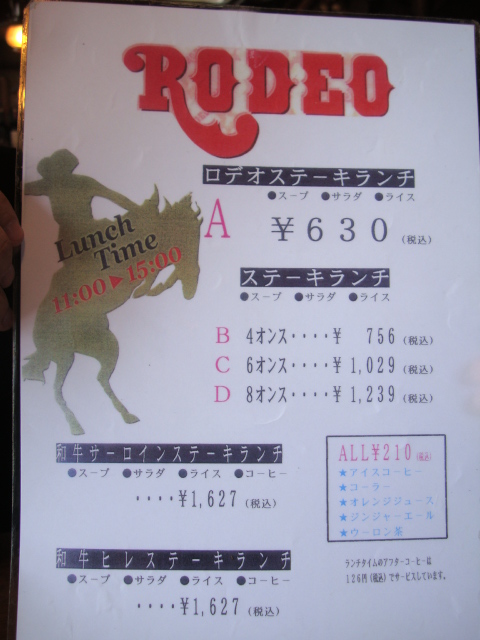 RODEO
ロデオステーキランチ
●スープ ●サラダ ●ライス
A ¥630 (税込)
Lunch Time
11:00▶15:00
ステーキランチ
●スープ ●サラダ ●ライス
B 4オンス････¥ 756 (税込)
C 6オンス････¥ 1,029 (税込)
D 8オンス････¥ 1,239 (税込)
和牛サーロインステーキランチ
●スープ ●サラダ ●ライス ●コーヒー
････¥1,627 (税込)
ALL¥210 (税込)
★アイスコーヒー
★コーラー
★オレンジジュース
★ジンジャーエール
★ウーロン茶
和牛ヒレステーキランチ
●スープ ●サラダ ●ライス ●コーヒー
････¥1,627 (税込)
ランチタイムのアフターコーヒーは
126円(税込)でサービスしています。